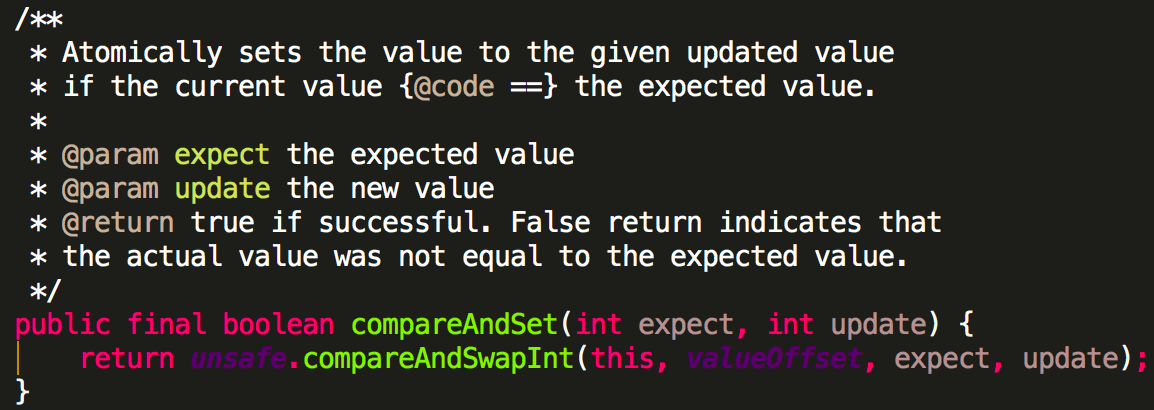 /**
 * Atomically sets the value to the given updated value
 * if the current value {@code ==} the expected value.
 *
 * @param expect the expected value
 * @param update the new value
 * @return true if successful. False return indicates that
 * the actual value was not equal to the expected value.
 */
public final boolean compareAndSet(int expect, int update) {
    return unsafe.compareAndSwapInt(this, valueOffset, expect, update);
}